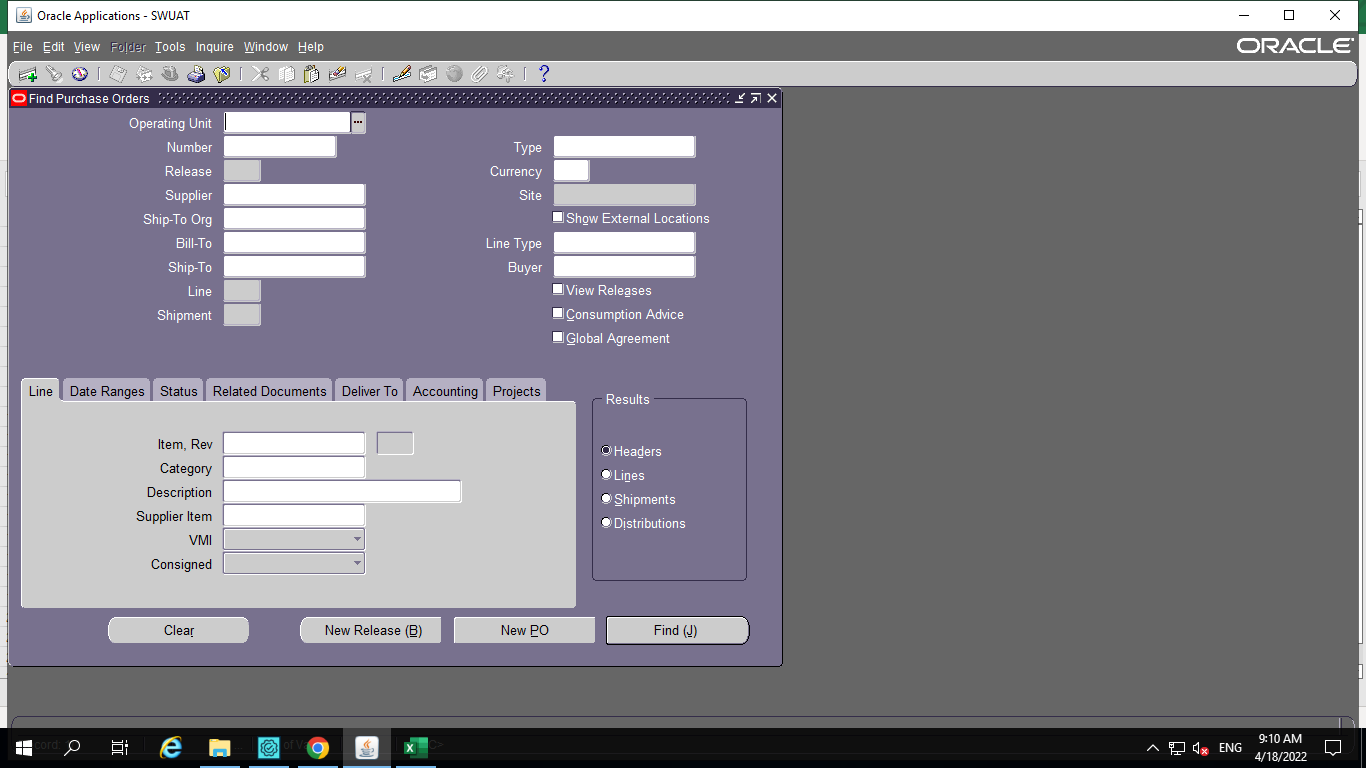 Oracle Applications - SWUAT
File Edit View Folder Tools Inquire Window Help
ORACLE
Find Purchase Orders
Operating Unit
Number
Type
Release
Currency
Supplier
Site
Ship-To Org
Show External Locations
Bill-To
Line Type
Ship-To
Buyer
Line
View Releases
Shipment
Consumption Advice
Global Agreement
Line Date Ranges Status Related Documents Deliver To Accounting Projects
Results
Item, Rev
Headers
Category
Lines
Description
Shipments
Supplier Item
Distributions
VMI
Consigned
Clear
New Release (B)
New PO
Find (J)
ENG
9:10 AM
4/18/2022